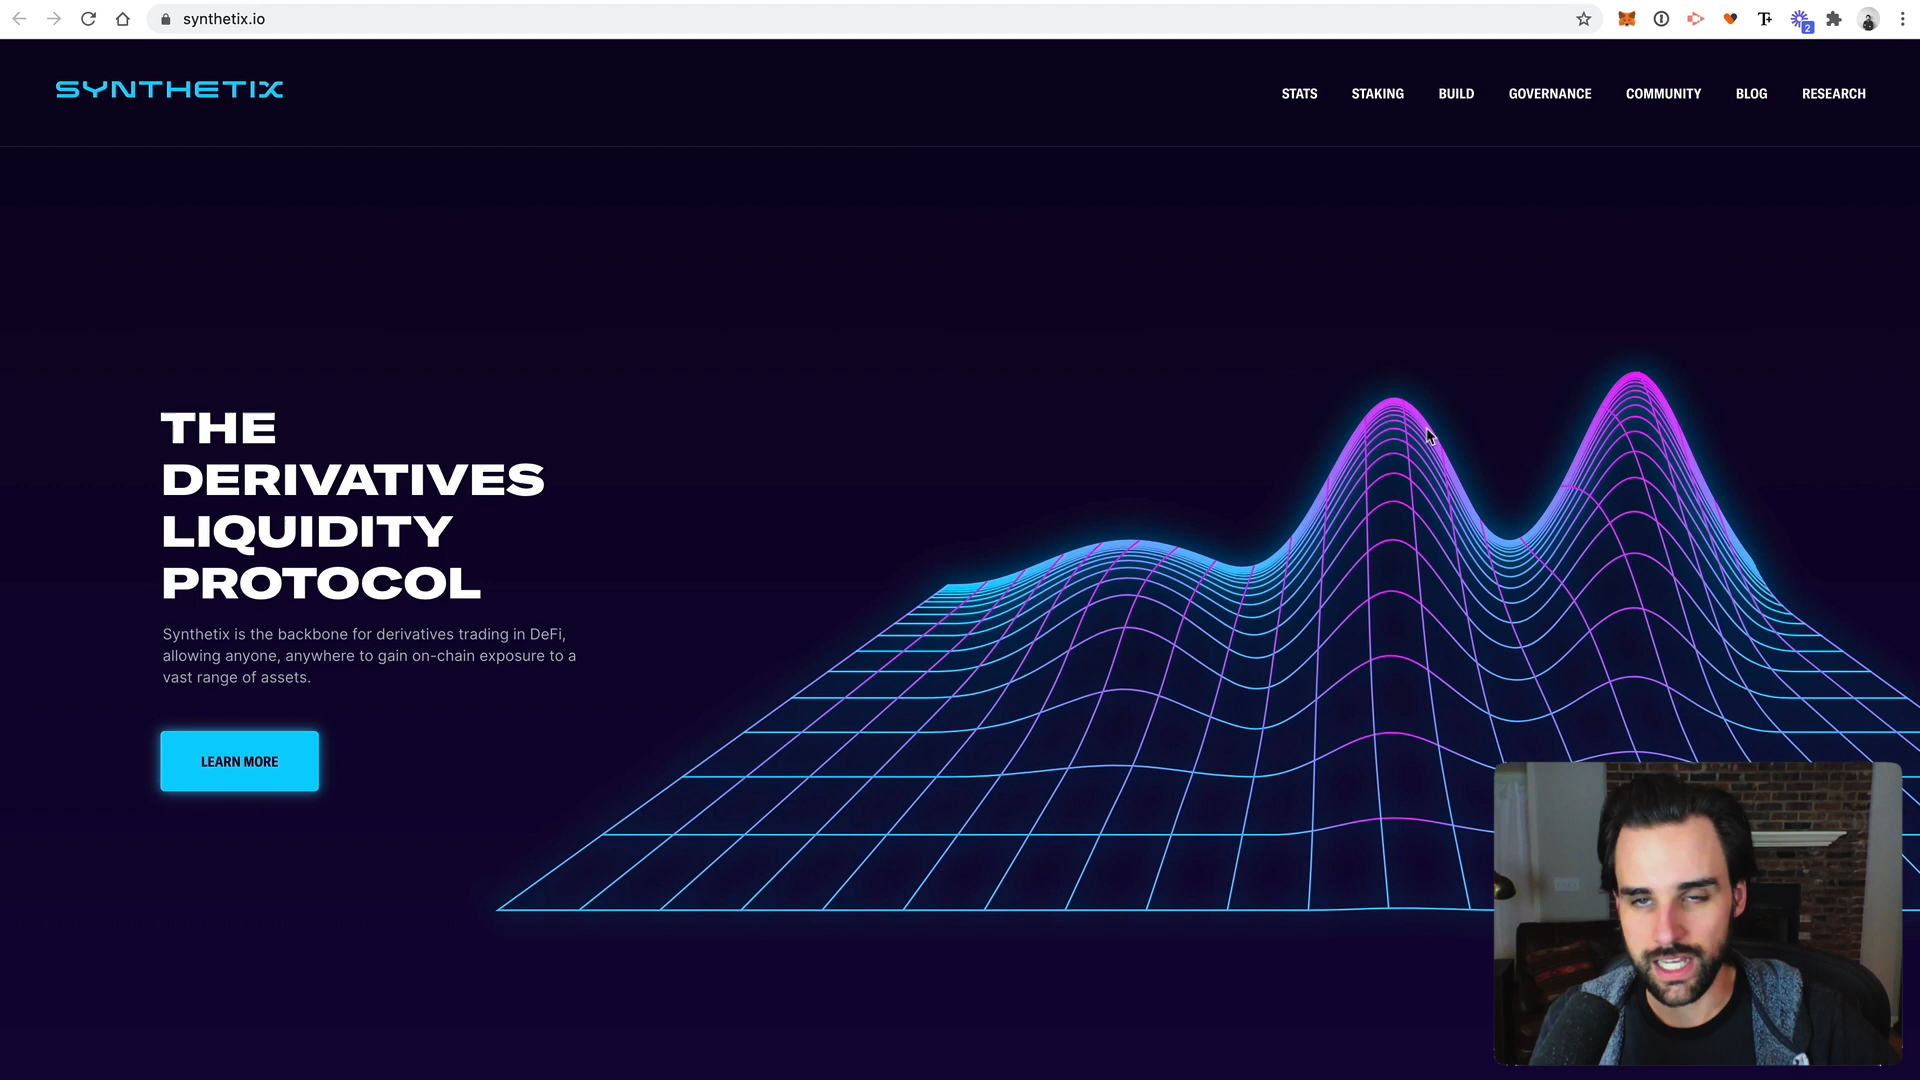 synthetix.io
2
SYNTHETIX
STATS
STAKING
BUILD
GOVERNANCE
COMMUNITY
BLOG
RESEARCH
THE
DERIVATIVES
LIQUIDITY
PROTOCOL
Synthetix is the backbone for derivatives trading in DeFi,
allowing anyone, anywhere to gain on-chain exposure to a
vast range of assets.
LEARN MORE